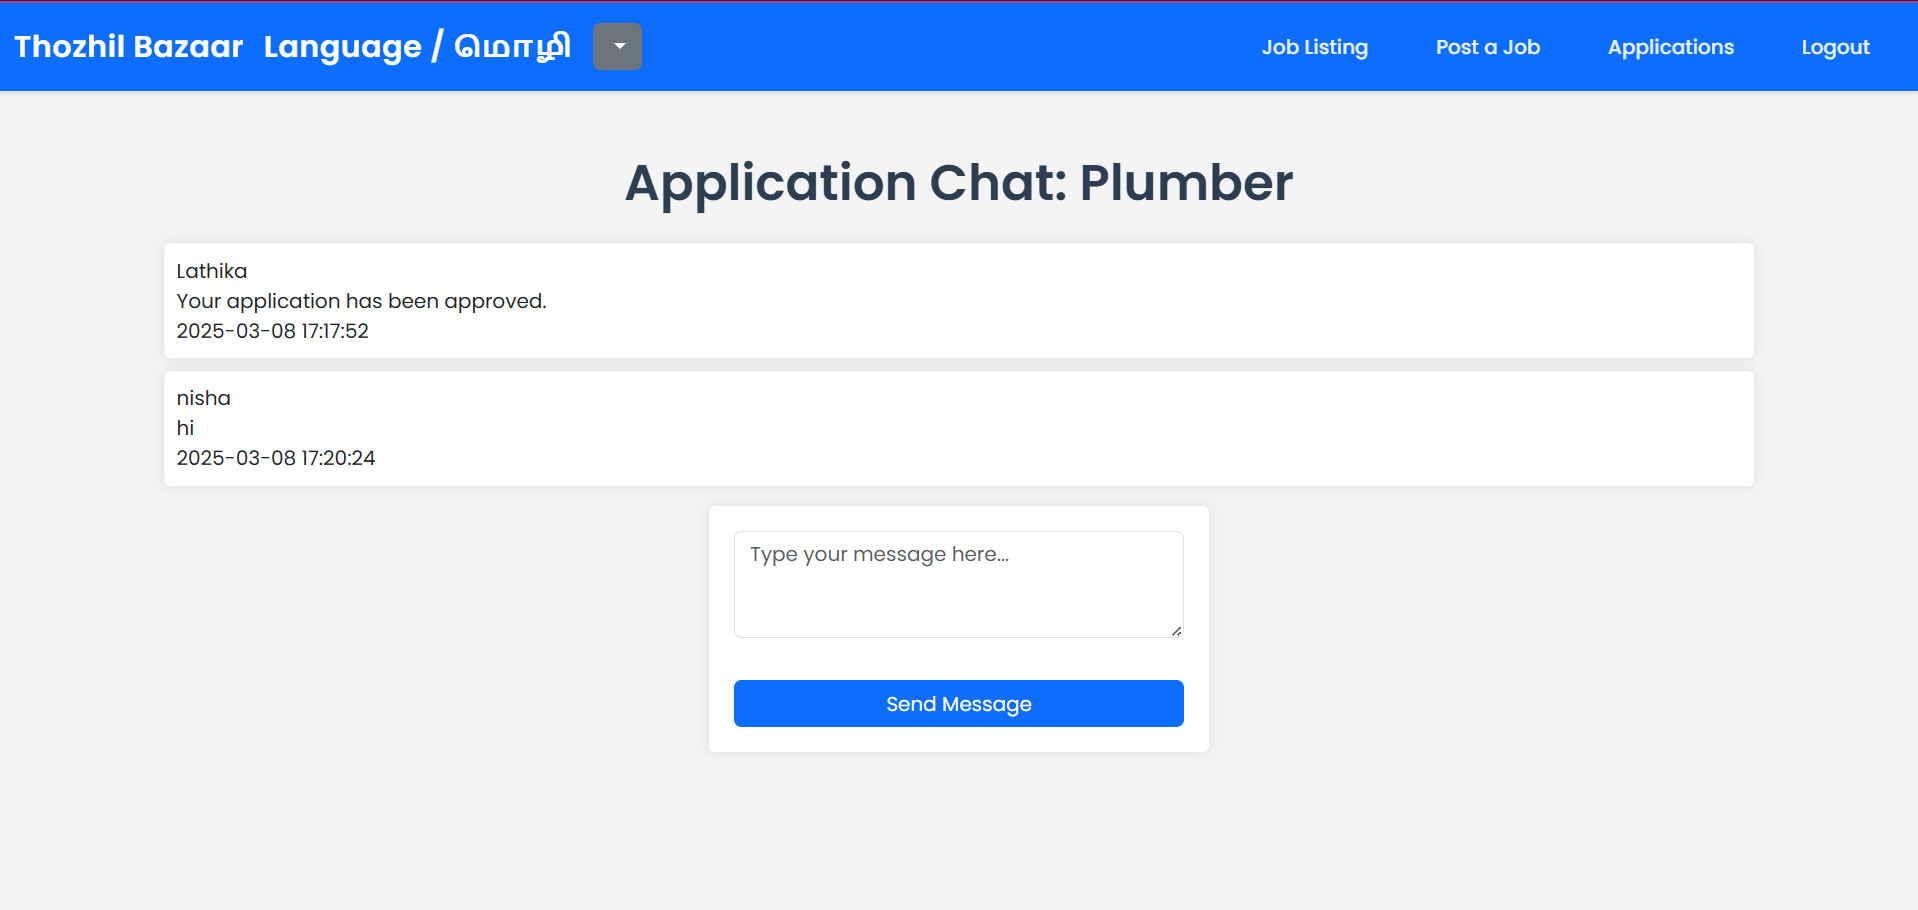 Thozhil Bazaar Language / மொழி
Job Listing Post a Job Applications Logout
Application Chat: Plumber
Lathika
Your application has been approved.
2025-03-08 17:17:52
nisha
hi
2025-03-08 17:20:24
Type your message here...
Send Message